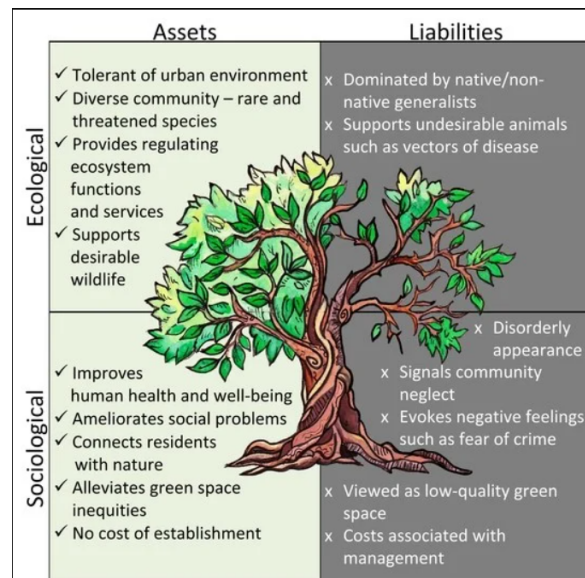 Assets
Liabilities
Ecological
✓ Tolerant of urban environment
✓ Diverse community – rare and
threatened species
✓ Provides regulating
ecosystem
functions
and services
✓ Supports
desirable
wildlife
x Dominated by native/non-
native generalists
x Supports undesirable animals
such as vectors of disease
Sociological
✓ Improves
human health and well-being
✓ Ameliorates social problems
✓ Connects residents
with nature
✓ Alleviates green space
inequities
✓ No cost of establishment
x Disorderly
appearance
x Signals community
neglect
x Evokes negative feelings
such as fear of crime
x Viewed as low-quality green
space
x Costs associated with
management